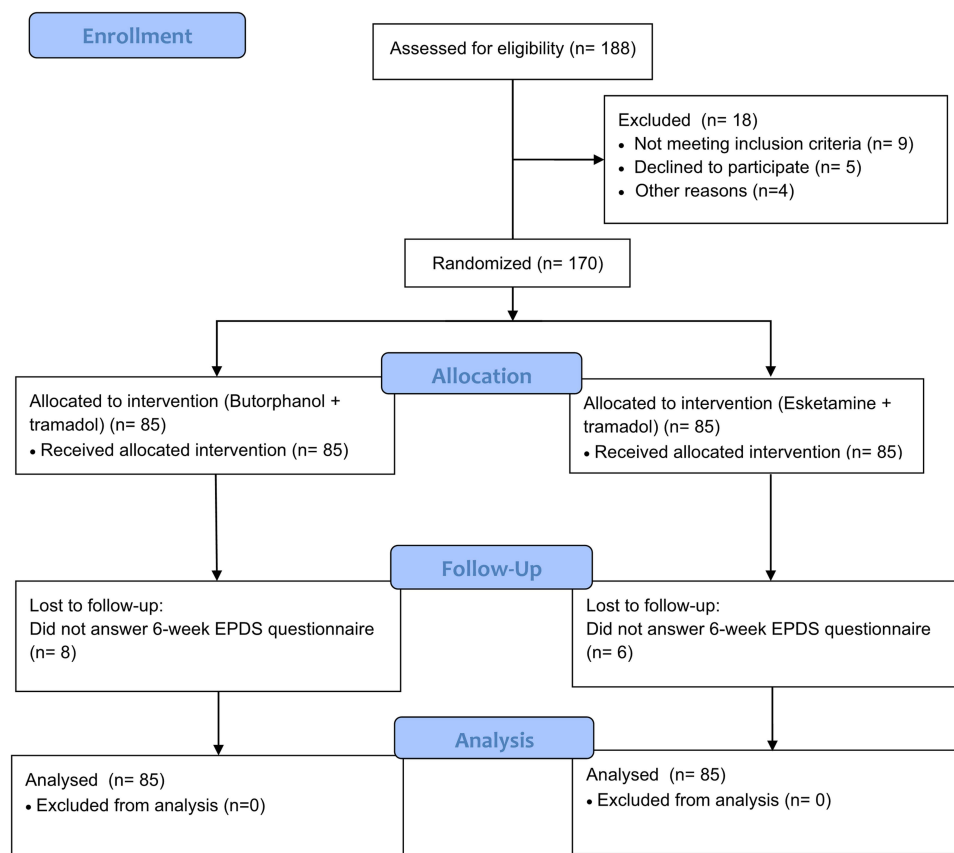 Enrollment
Assessed for eligibility (n= 188)
Excluded (n= 18)
• Not meeting inclusion criteria (n= 9)
• Declined to participate (n= 5)
• Other reasons (n=4)
Randomized (n= 170)
Allocation
Allocated to intervention (Butorphanol +
tramadol) (n= 85)
• Received allocated intervention (n= 85)
Allocated to intervention (Esketamine +
tramadol) (n= 85)
• Received allocated intervention (n= 85)
Follow-Up
Lost to follow-up:
Did not answer 6-week EPDS questionnaire
(n= 8)
Lost to follow-up:
Did not answer 6-week EPDS questionnaire
(n= 6)
Analysis
Analysed (n= 85)
• Excluded from analysis (n=0)
Analysed (n= 85)
• Excluded from analysis (n= 0)